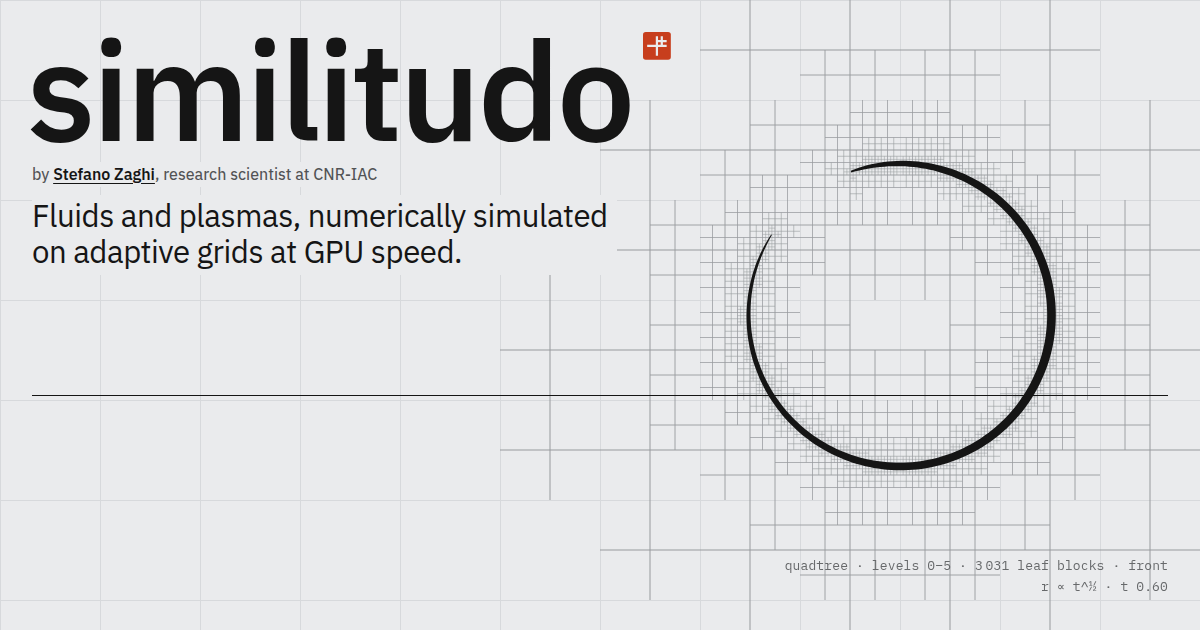 similitudo
by Stefano Zaghi, research scientist at CNR-IAC
Fluids and plasmas, numerically simulated
on adaptive grids at GPU speed.
quadtree · levels 0–5 · 3 031 leaf blocks · front
r ∝ t^½ · t 0.60